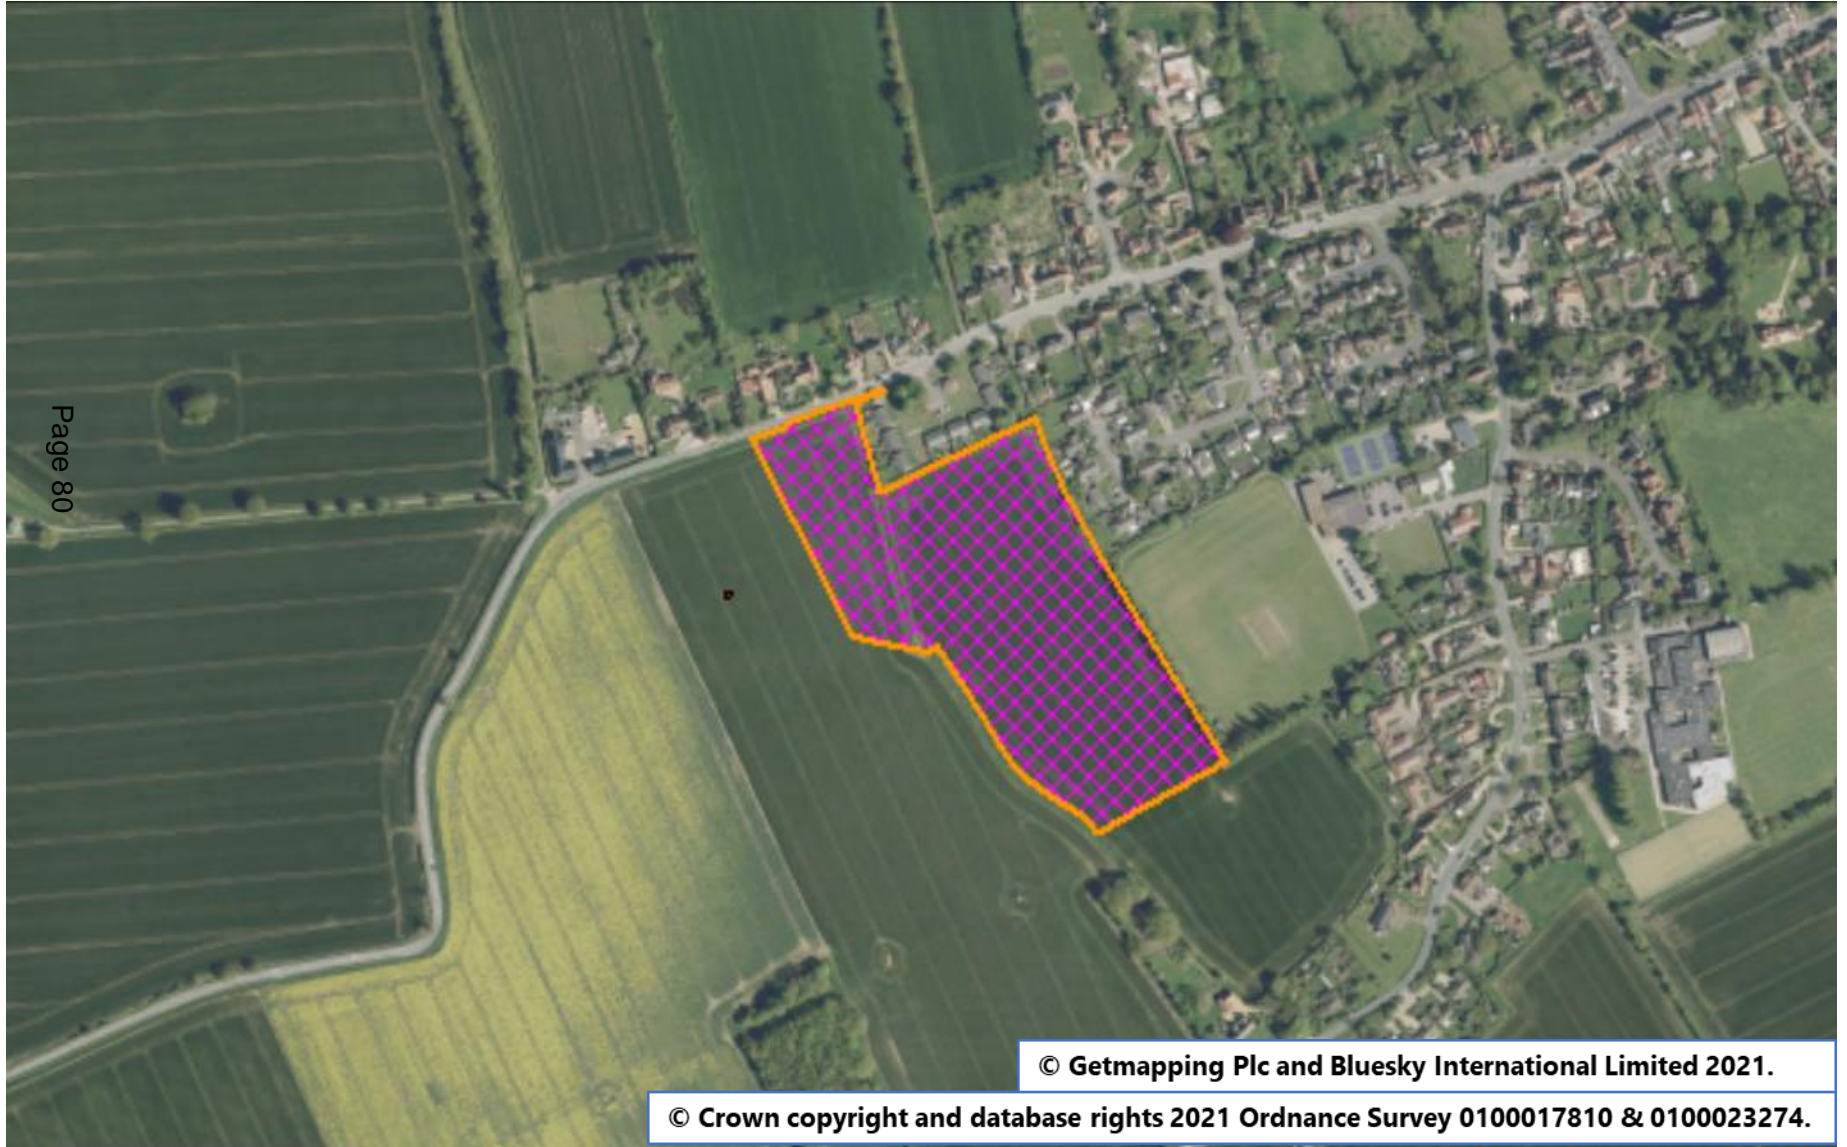 Page 80
© Getmapping Plc and Bluesky International Limited 2021.
© Crown copyright and database rights 2021 Ordnance Survey 0100017810 & 0100023274.